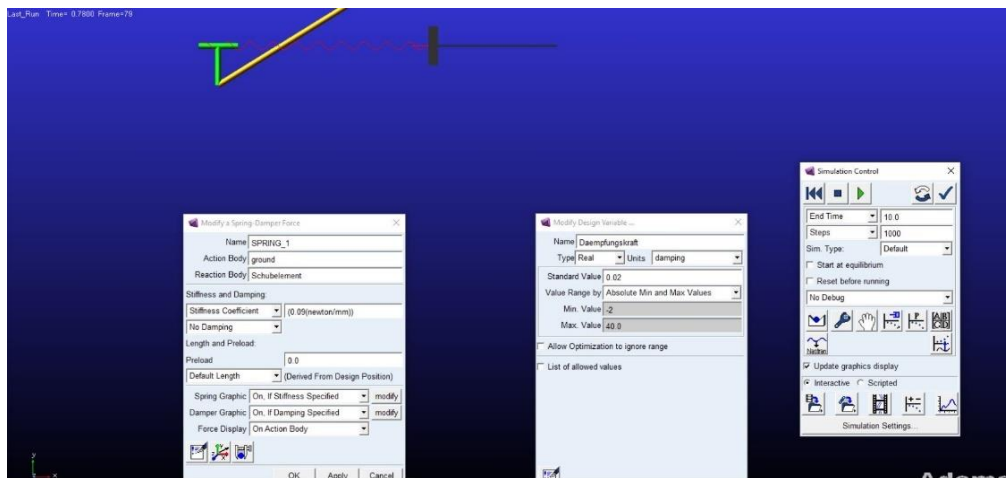 Last_Run Time= 0.7800 Frame=79
Modify a Spring-Damper Force
Name SPRING_1
Action Body ground
Reaction Body Schubelement
Stiffness and Damping:
Stiffness Coefficient (0.09(newton/mm))
No Damping
Length and Preload:
Preload 0.0
Default Length (Derived From Design Position)
Spring Graphic On, If Stiffness Specified modify
Damper Graphic On, If Damping Specified modify
Force Display On Action Body
OK Apply Cancel
Modify Design Variable ...
Name Daempfungskraft
Type Real Units damping
Standard Value 0.02
Value Range by Absolute Min and Max Values
Min. Value -2
Max. Value 40.0
Allow Optimization to ignore range
List of allowed values
Simulation Control
End Time 10.0
Steps 1000
Sim. Type: Default
Start at equilibrium
Reset before running
No Debug
Nastran
Update graphics display
Interactive Scripted
Simulation Settings...
Adams
y
x